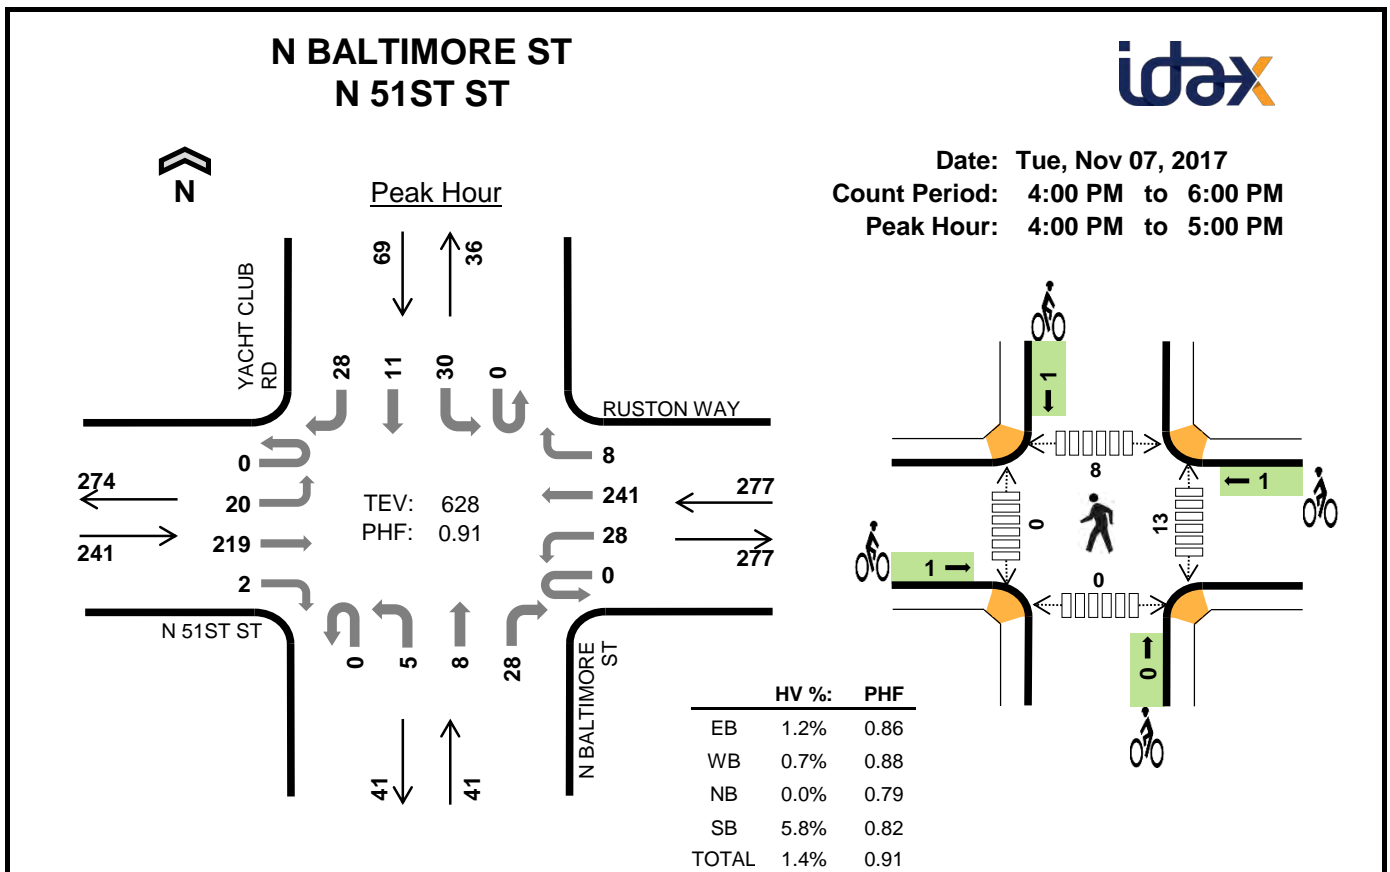 N BALTIMORE ST
N 51ST ST
idax
N
Peak Hour
Date: Tue, Nov 07, 2017
Count Period: 4:00 PM to 6:00 PM
Peak Hour: 4:00 PM to 5:00 PM
69
36
YACHT CLUB
RD
28
11
30
0
RUSTON WAY
0
20
219
2
274
241
TEV: 628
PHF: 0.91
8
241
28
0
277
277
N 51ST ST
0
5
8
28
N BALTIMORE
ST
41
41
1
8
1
0
13
1
0
0
HV %: PHF
EB 1.2% 0.86
WB 0.7% 0.88
NB 0.0% 0.79
SB 5.8% 0.82
TOTAL 1.4% 0.91